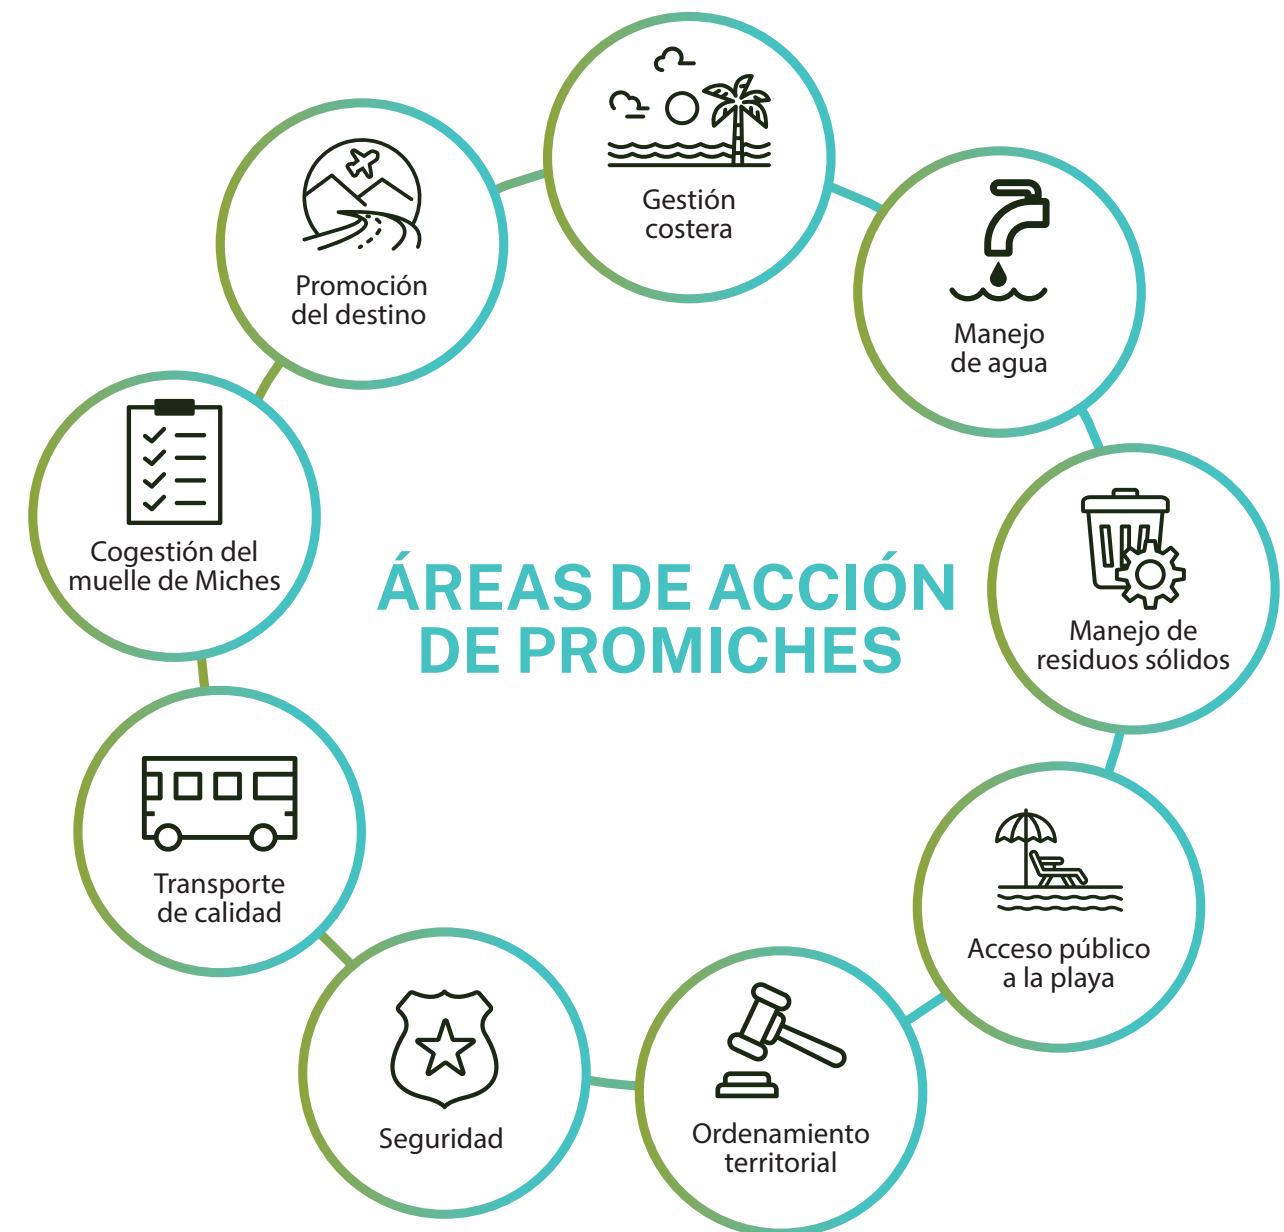 ÁREAS DE ACCIÓN
DE PROMICHES
Gestión
costera
Manejo
de agua
Manejo de
residuos sólidos
Acceso público
a la playa
Ordenamiento
territorial
Seguridad
Transporte
de calidad
Cogestión del
muelle de Miches
Promoción
del destino